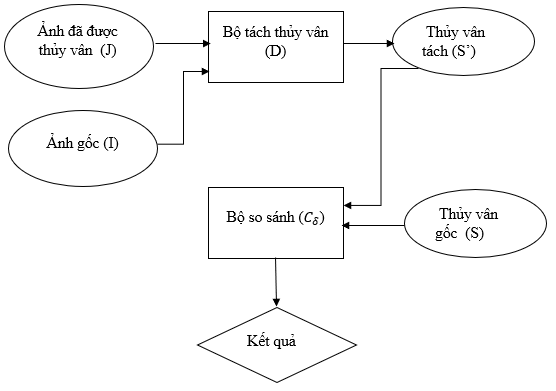 Ảnh đã được
thủy vân (J)
Bộ tách thủy vân
(D)
Thủy vân
tách (S’)
Ảnh gốc (I)
Bộ so sánh (𝐶𝛿)
Thủy vân
gốc (S)
Kết quả